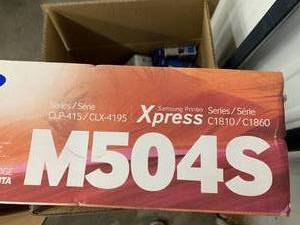 Series/Série
CLP-415/CLX-4195
Samsung Printer
Xpress
Series/Série
C1810/C1860
M504S